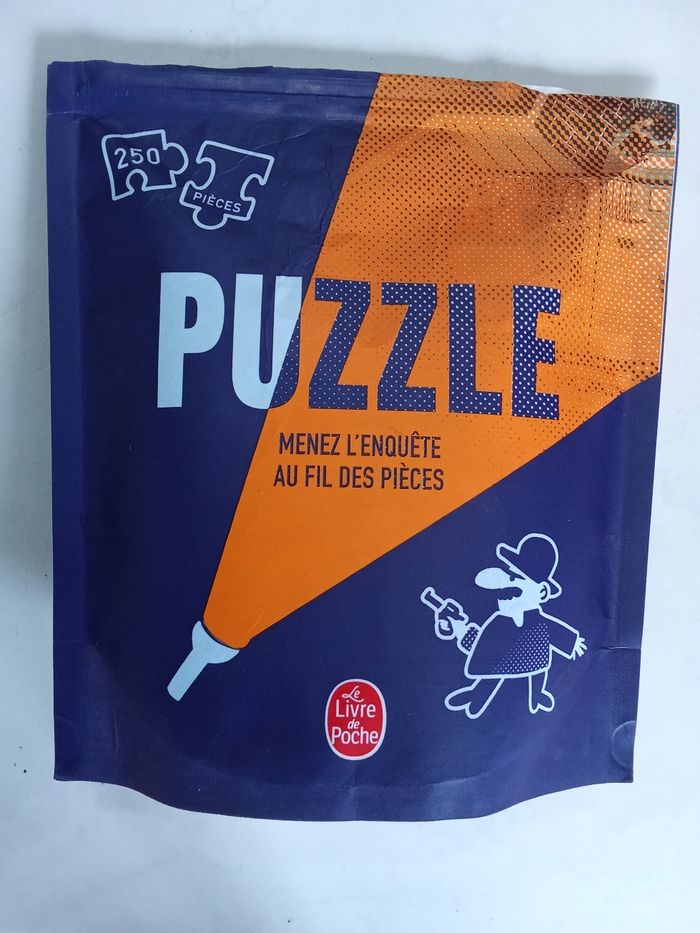 250
PIÈCES
PUZZLE
MENEZ L'ENQUÊTE
AU FIL DES PIÈCES
Le
Livre
de
Poche